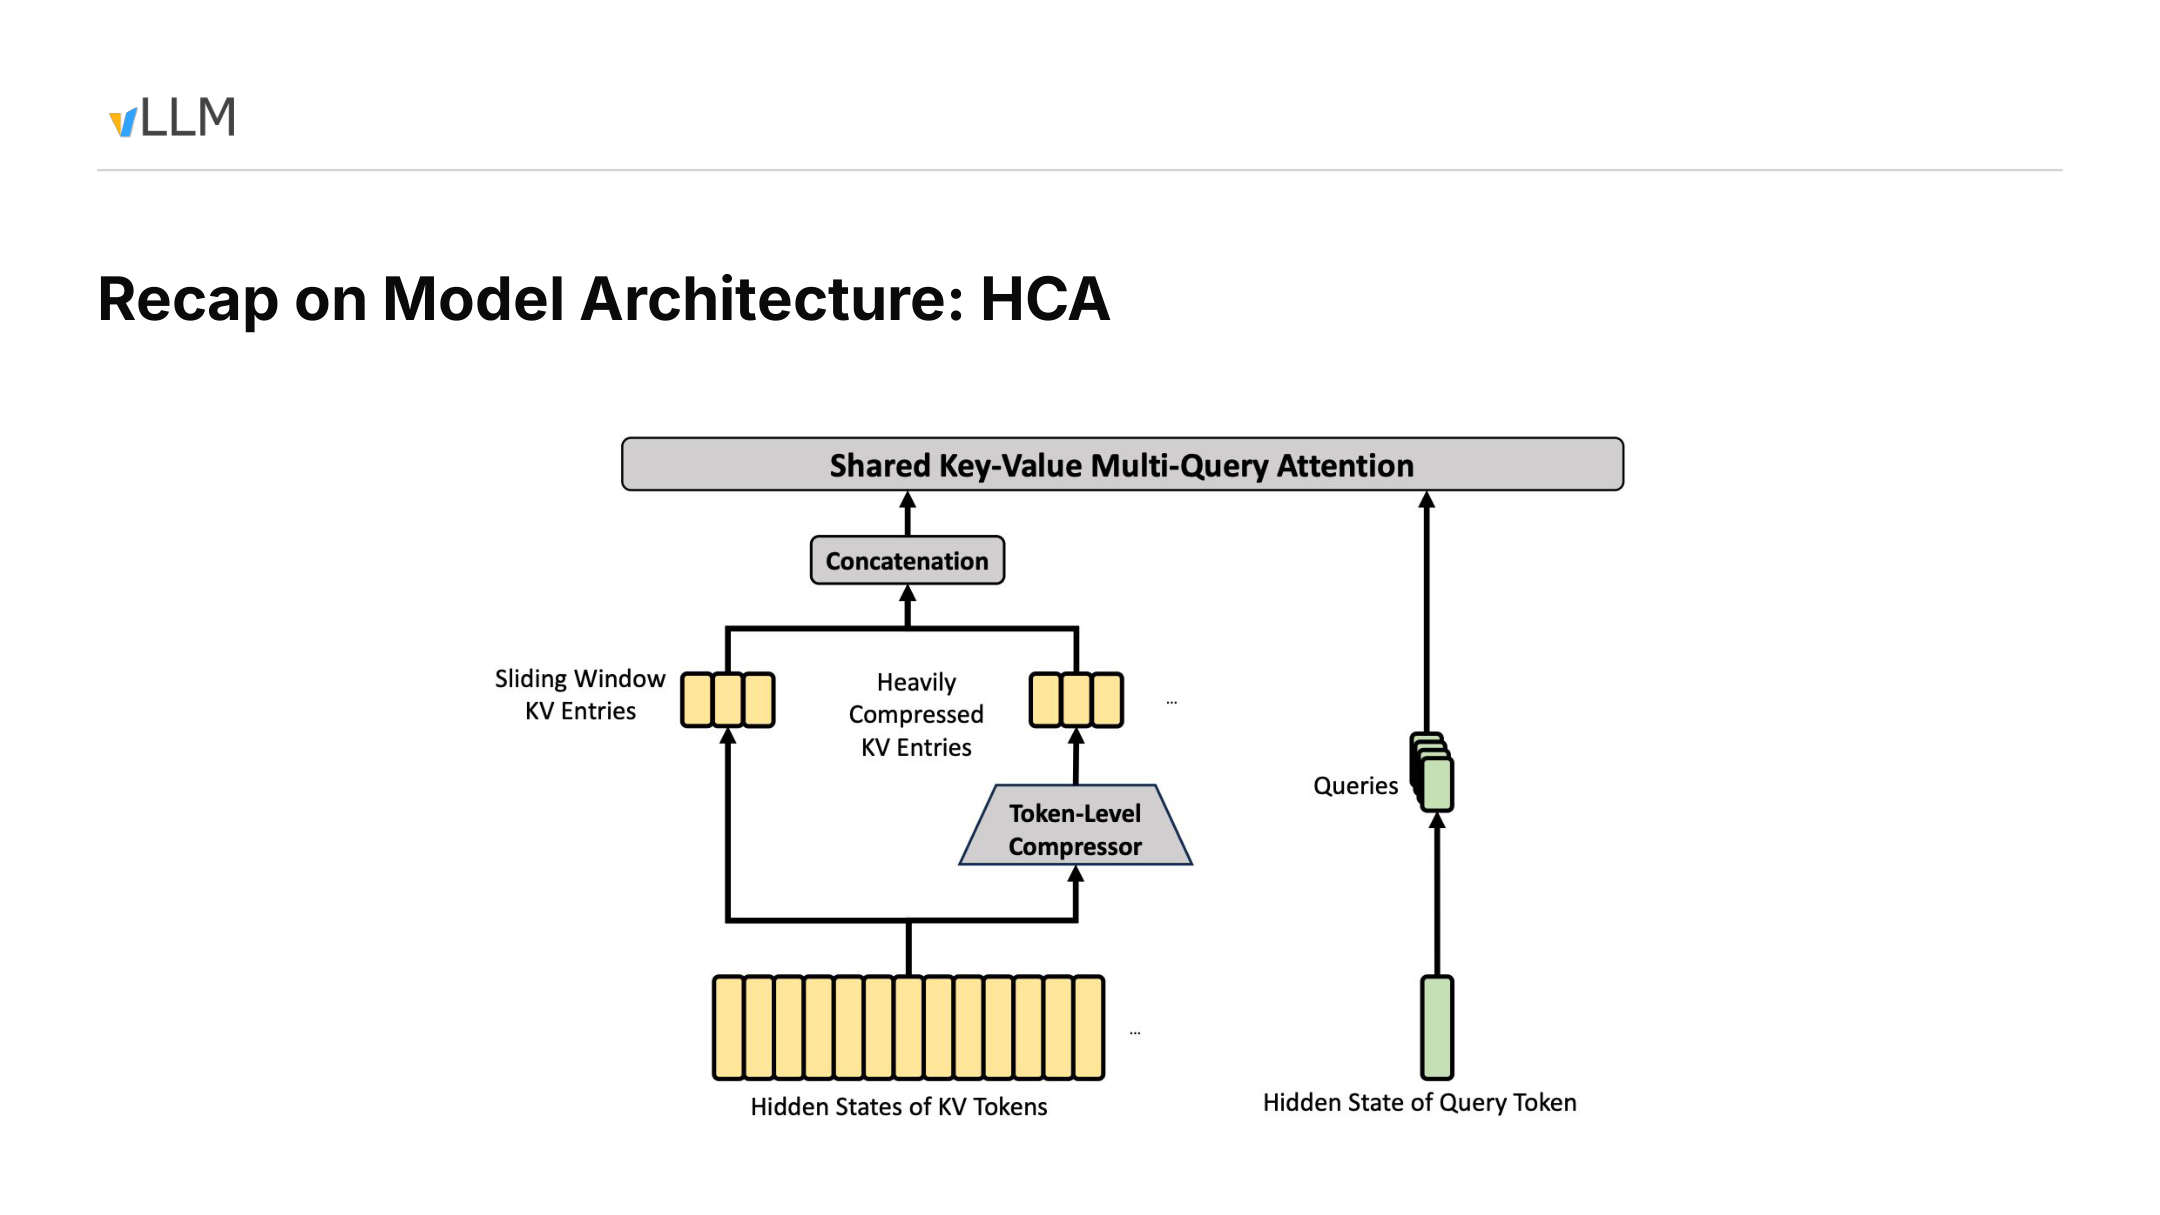 vLLM
Recap on Model Architecture: HCA
Shared Key-Value Multi-Query Attention
Concatenation
Sliding Window
KV Entries
Heavily
Compressed
KV Entries
...
Token-Level
Compressor
Queries
...
Hidden States of KV Tokens
Hidden State of Query Token